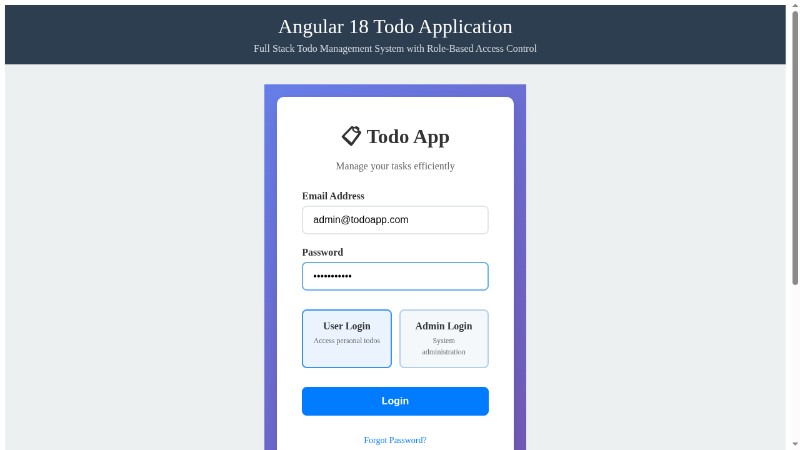 Angular 18 Todo Application
Full Stack Todo Management System with Role-Based Access Control
Todo App
Manage your tasks efficiently
Email Address
admin@todoapp.com
Password
•••••••••••
User Login
Access personal todos
Admin Login
System
administration
Login
Forgot Password?